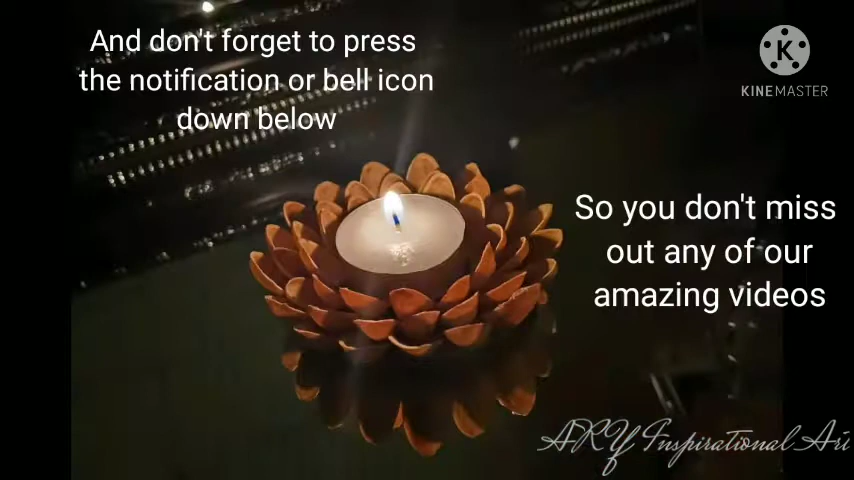 And don't forget to press
the notification or bell icon
down below
KINEMASTER
So you don't miss
out any of our
amazing videos
ARY Inspirational